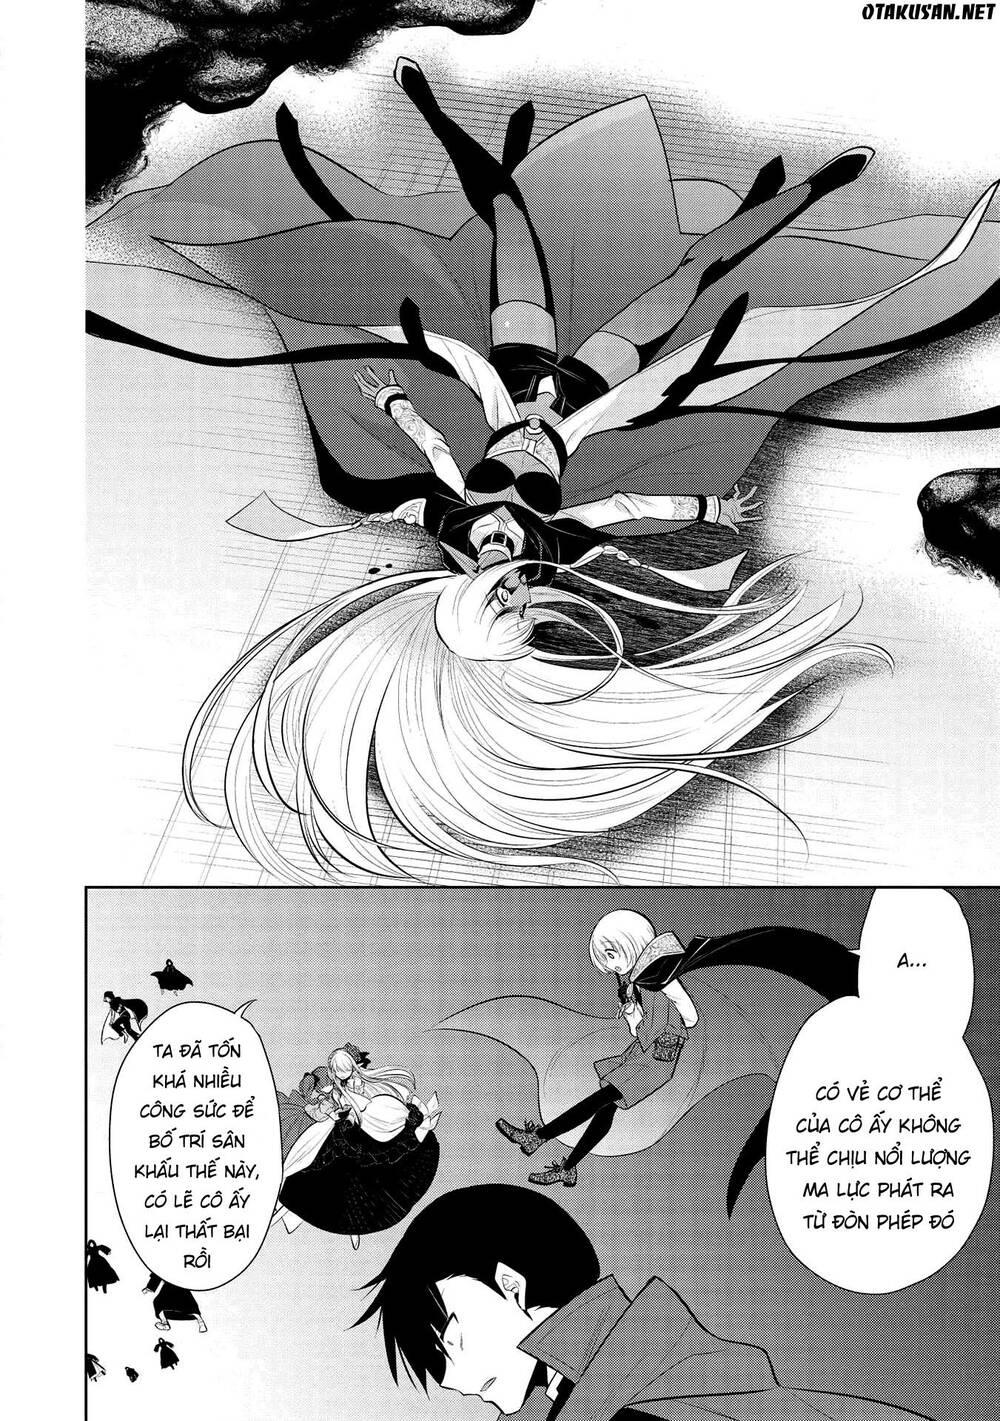 OTAKUSAN.NET
A...
CÓ VẺ CƠ THỂ
CỦA CÔ ẤY KHÔNG
THỂ CHỊU NỔI LƯỢNG
MA LỰC PHÁT RA
TỪ ĐÒN PHÉP ĐÓ
TA ĐÃ TỐN
KHÁ NHIỀU
CÔNG SỨC ĐỂ
BỐ TRÍ SÂN
KHẤU THẾ NÀY,
CÓ LẼ CÔ ẤY
LẠI THẤT BẠI
RỒI